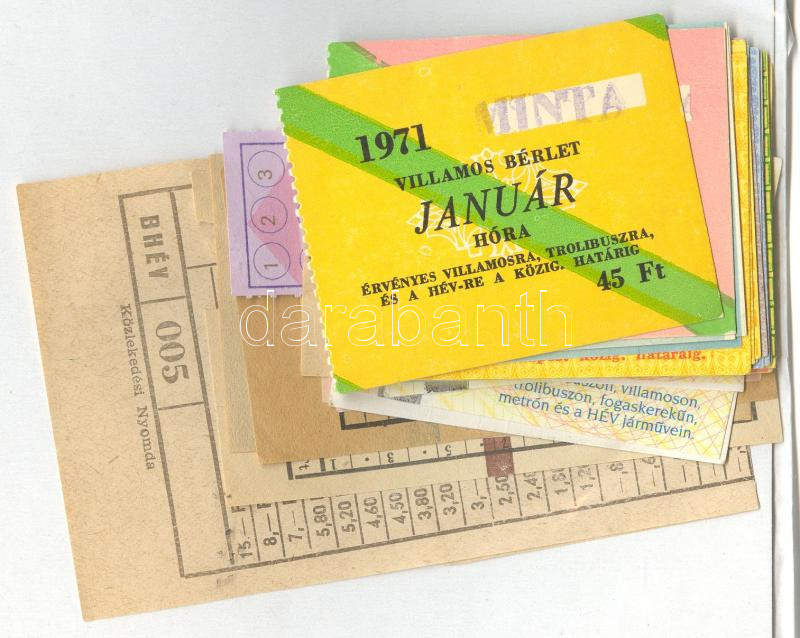 MINTA
1971
VILLAMOS BÉRLET
JANUÁR
HÓRA
ÉRVÉNYES VILLAMOSRA, TROLIBUSZRA,
ÉS A HÉV-RE A KÖZIG. HATÁRIG
45 Ft
1 2 3
közig. határáig.
villamoson,
trolibuszon, fogaskerekűn,
metrón és a HÉV járművein.
BHÉV
005
Közlekedési Nyomda
15.—
8,—
7,—
5,80
5,20
4,60
4,50
3,80
3,20
3,—
2,50
darabanth